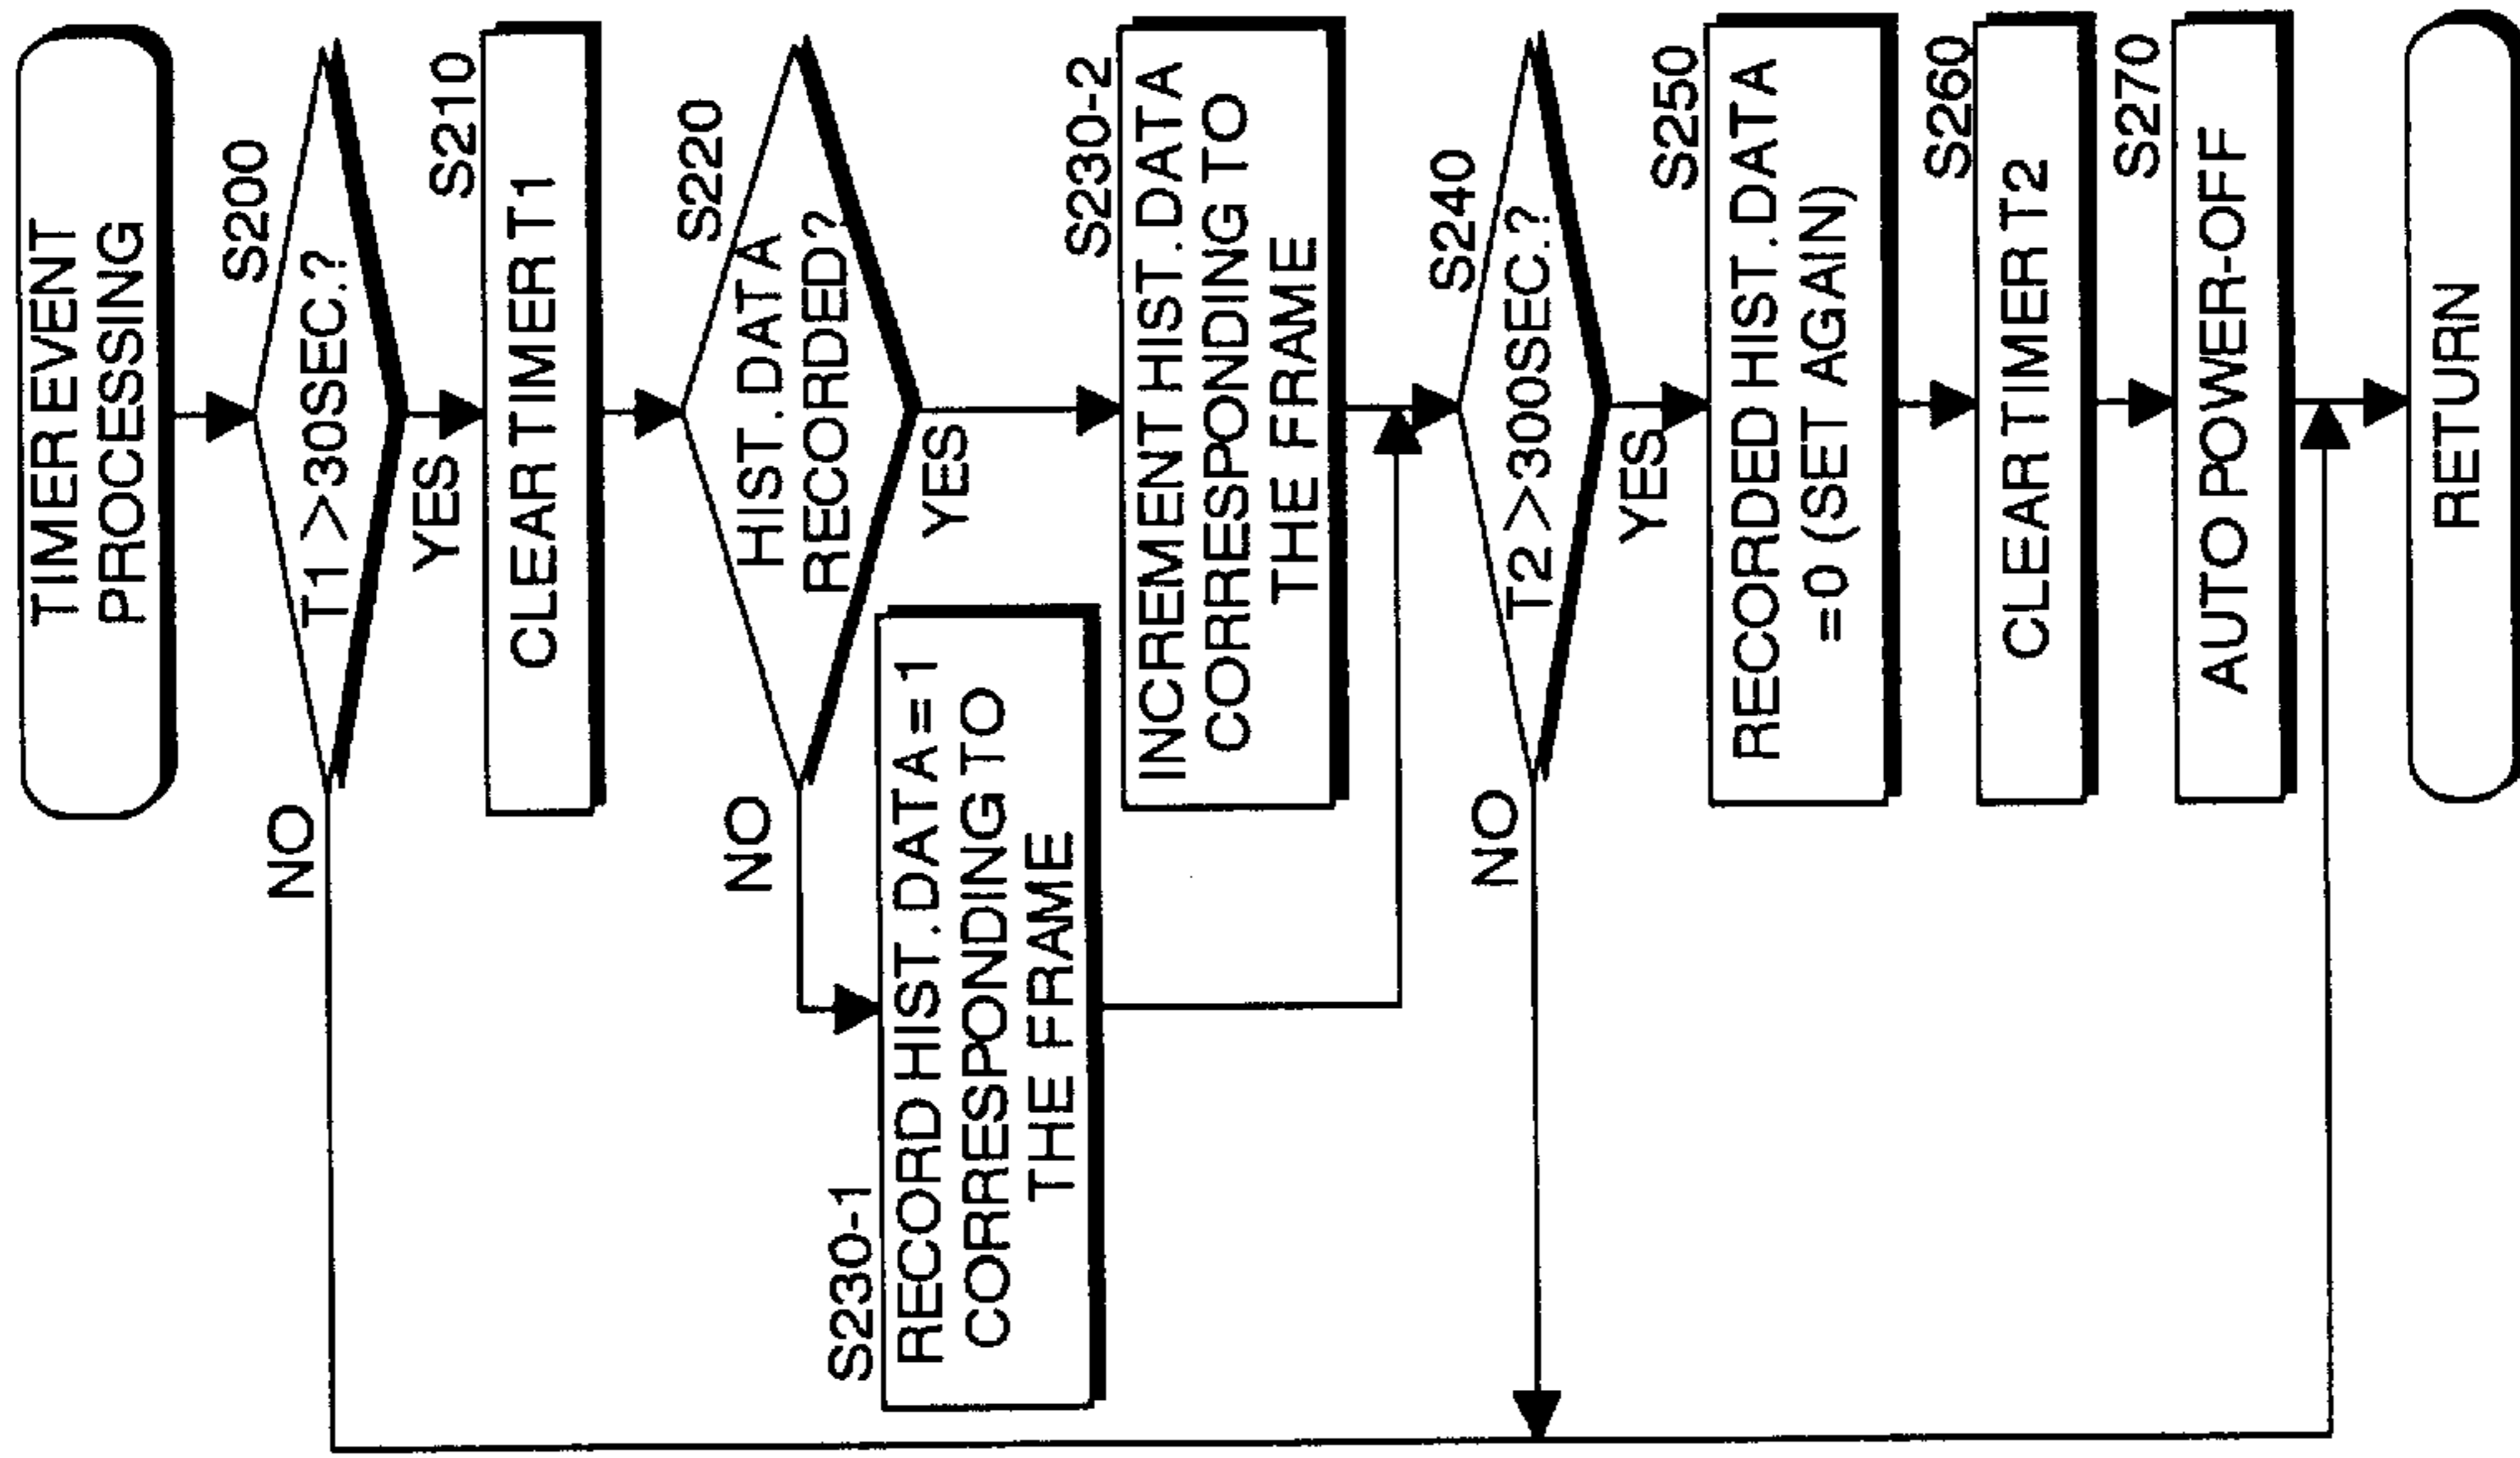 TIMER EVENT
PROCESSING
S200
T1 >30SEC.?
NO
YES
S210
CLEAR TIMER T1
S220
HIST.DATA
RECORDED?
NO
YES
S230-1
RECORD HIST.DATA=1
CORRESPONDING TO
THE FRAME
S230-2
INCREMENT HIST.DATA
CORRESPONDING TO
THE FRAME
S240
T2 >300SEC.?
NO
YES
S250
RECORDED HIST.DATA
=0 (SET AGAIN)
S260
CLEAR TIMER T2
S270
AUTO POWER-OFF
RETURN